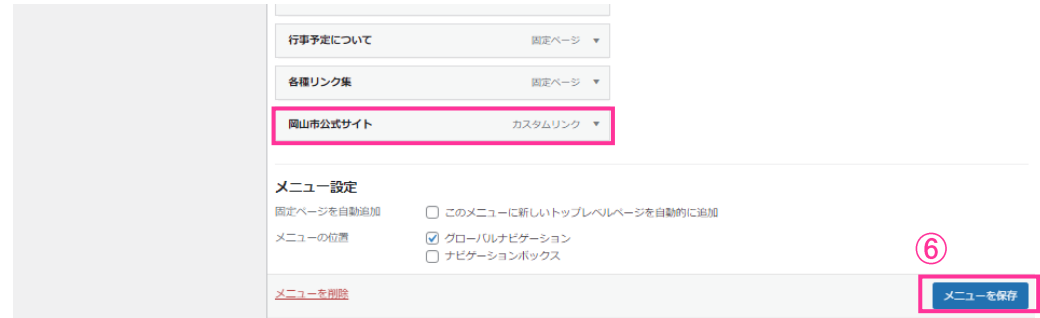 行事予定について 固定ページ ▼
各種リンク集 固定ページ ▼
岡山市公式サイト カスタムリンク ▼
メニュー設定
固定ページを自動追加 このメニューに新しいトップレベルページを自動的に追加
メニューの位置 グローバルナビゲーション
ナビゲーションボックス
⑥
メニューを削除 メニューを保存